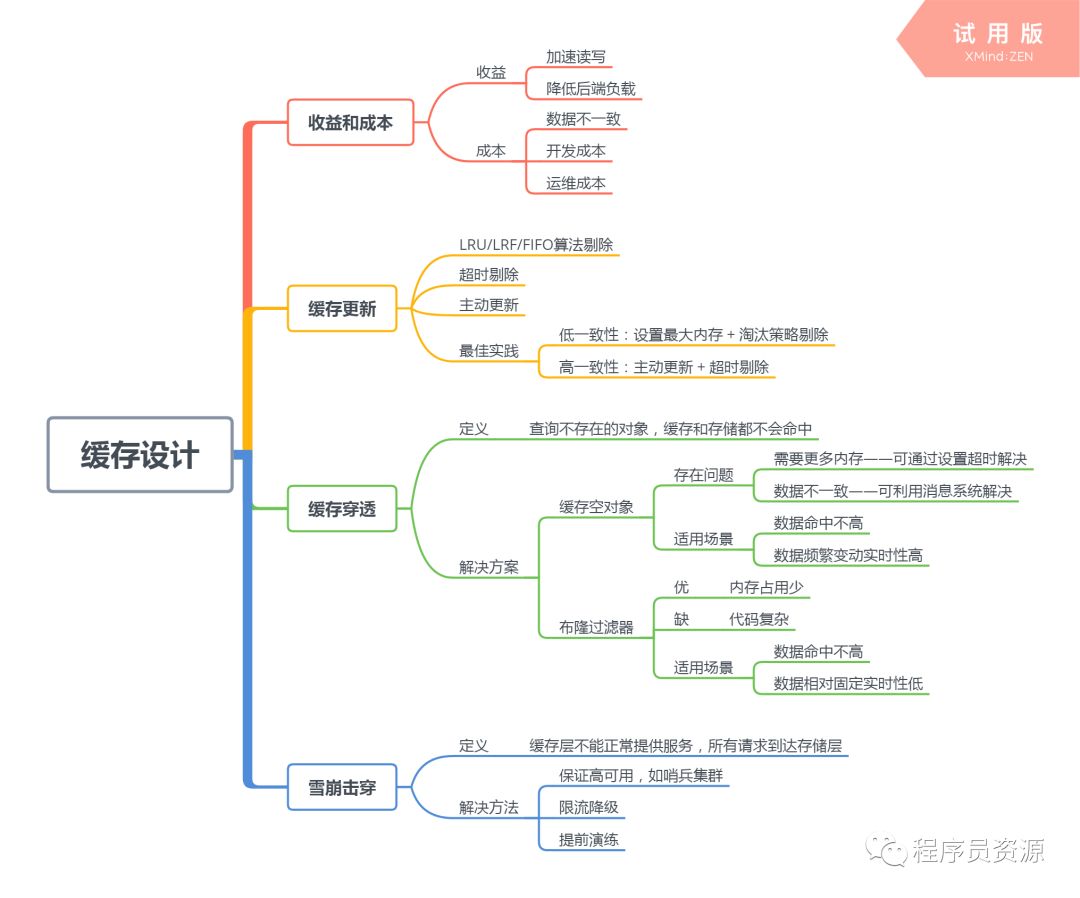 试用版
XMind:ZEN
缓存设计
收益和成本
收益
加速读写
降低后端负载
成本
数据不一致
开发成本
运维成本
缓存更新
LRU/LRF/FIFO算法剔除
超时剔除
主动更新
最佳实践
低一致性：设置最大内存 + 淘汰策略剔除
高一致性：主动更新 + 超时剔除
缓存穿透
定义
查询不存在的对象，缓存和存储都不会命中
解决方案
缓存空对象
存在问题
需要更多内存——可通过设置超时解决
数据不一致——可利用消息系统解决
适用场景
数据命中不高
数据频繁变动实时性高
布隆过滤器
优
内存占用少
缺
代码复杂
适用场景
数据命中不高
数据相对固定实时性低
雪崩击穿
定义
缓存层不能正常提供服务，所有请求到达存储层
解决方法
保证高可用，如哨兵集群
限流降级
提前演练
程序员资源